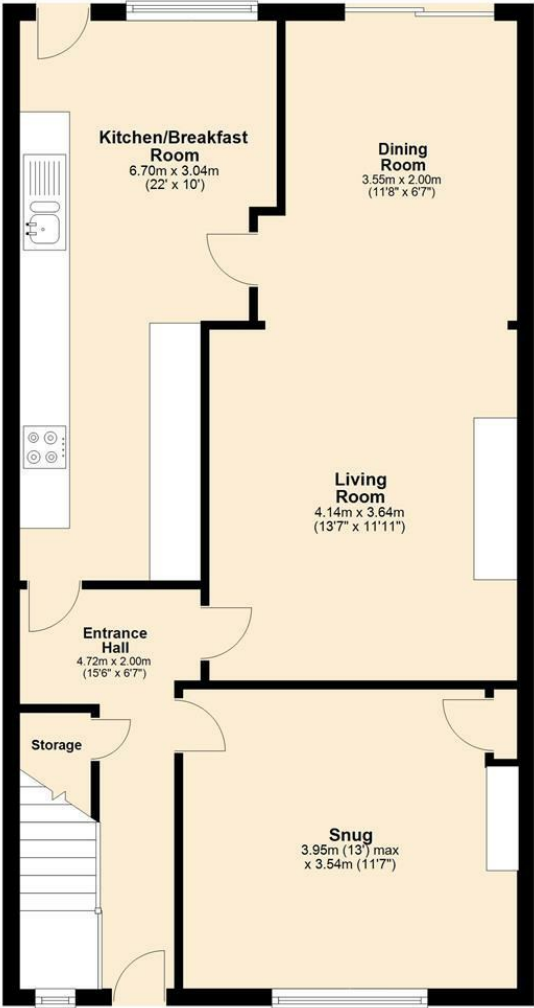 Kitchen/Breakfast
Room
6.70m x 3.04m
(22' x 10')
Dining
Room
3.55m x 2.00m
(11'8" x 6'7")
Living
Room
4.14m x 3.64m
(13'7" x 11'11")
Entrance
Hall
4.72m x 2.00m
(15'6" x 6'7")
Storage
Snug
3.95m (13') max
x 3.54m (11'7")